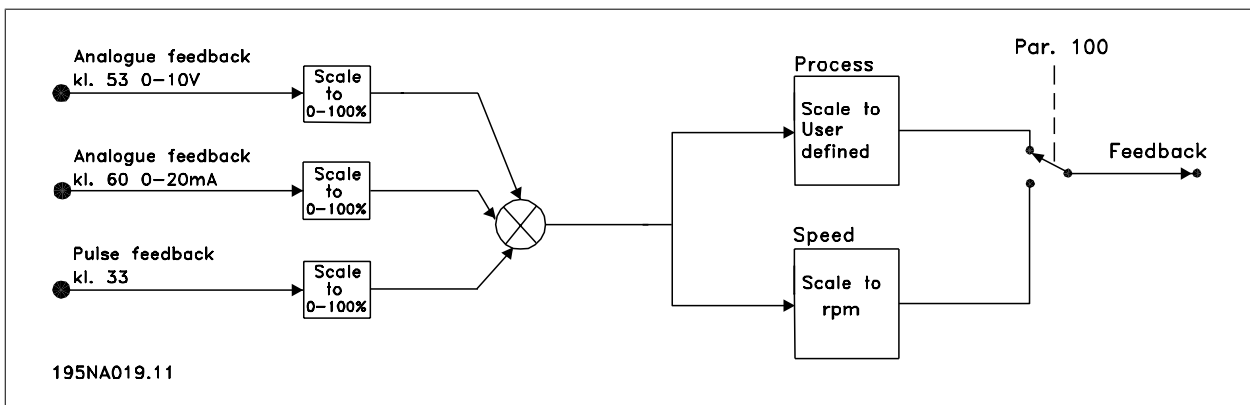 Analogue feedback
kl. 53 0-10V
Scale
to
0-100%
Analogue feedback
kl. 60 0-20mA
Scale
to
0-100%
Pulse feedback
kl. 33
Scale
to
0-100%
Process
Scale to
User
defined
Speed
Scale to
rpm
Par. 100
Feedback
195NA019.11